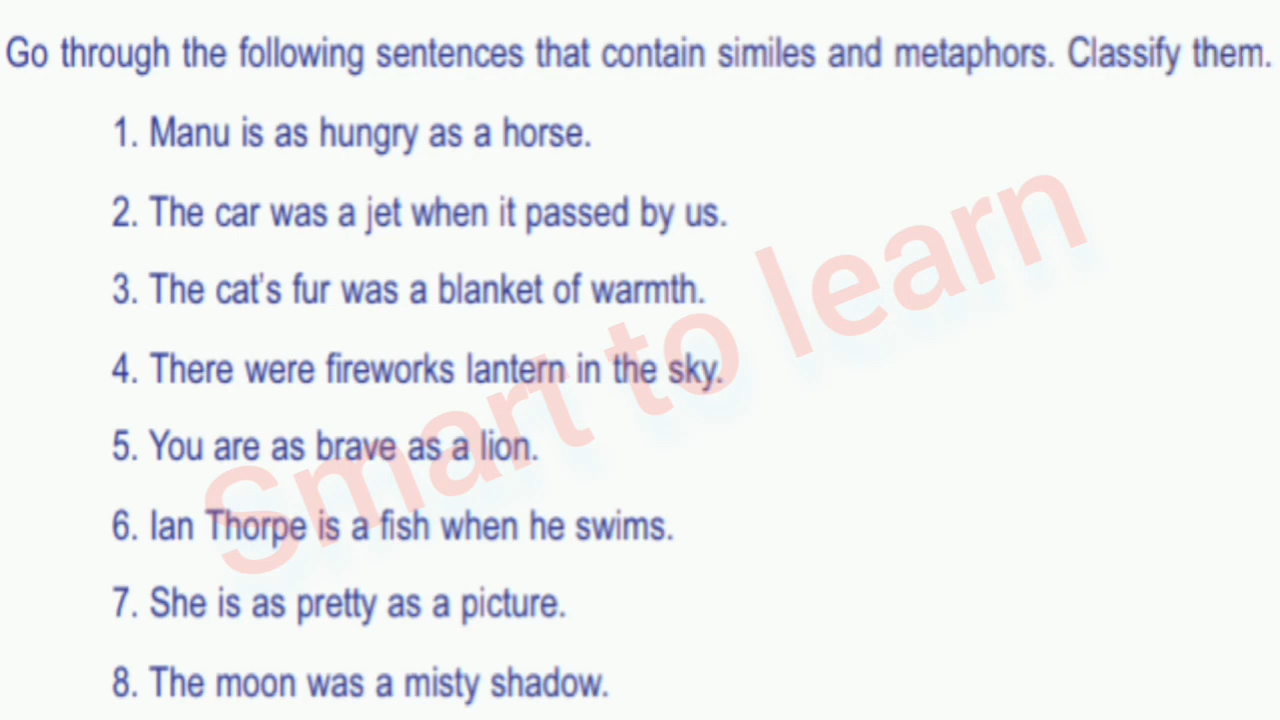 Go through the following sentences that contain similes and metaphors. Classify them.
1. Manu is as hungry as a horse.
2. The car was a jet when it passed by us.
3. The cat's fur was a blanket of warmth.
4. There were fireworks lantern in the sky.
5. You are as brave as a lion.
6. Ian Thorpe is a fish when he swims.
7. She is as pretty as a picture.
8. The moon was a misty shadow.
Smart to learn